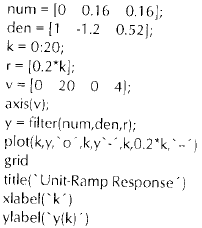 num = [0 0.16 0.16];
den = [1 -1.2 0.52];
k = 0:20;
r = [0.2*k];
v = [0 20 0 4];
axis(v);
y = filter(num,den,r);
plot(k,y,`o´,k,y`-´,k,0.2*k,`--´)
grid
title(`Unit-Ramp Response´)
xlabel(`k´)
ylabel(`y(k)´)